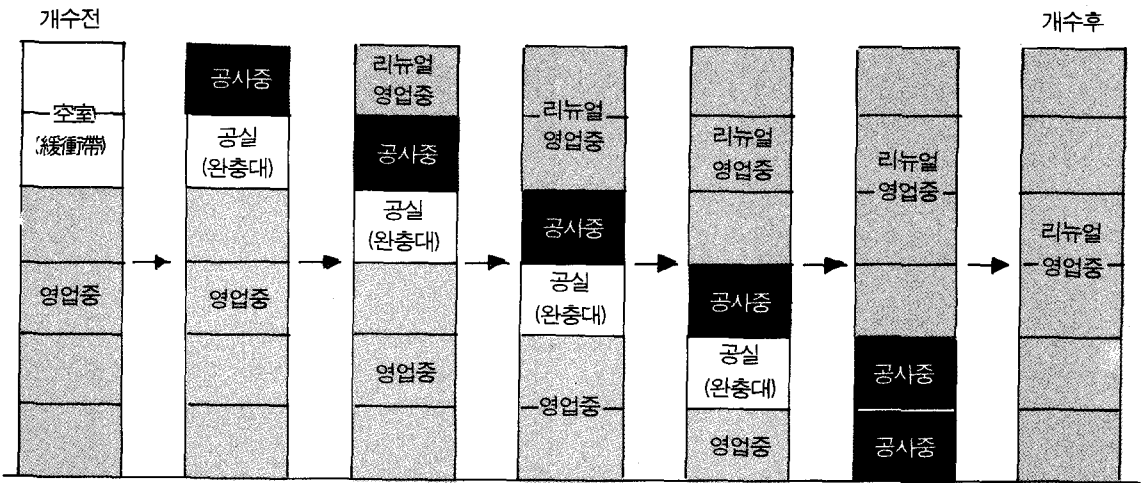 개수전
空室
(緩衝帶)
영업중
공사중
공실
(완충대)
영업중
리뉴얼
영업중
공사중
공실
(완충대)
영업중
리뉴얼
영업중
공사중
공실
(완충대)
영업중
리뉴얼
영업중
공사중
공실
(완충대)
영업중
리뉴얼
영업중
공사중
공사중
개수후
리뉴얼
영업중